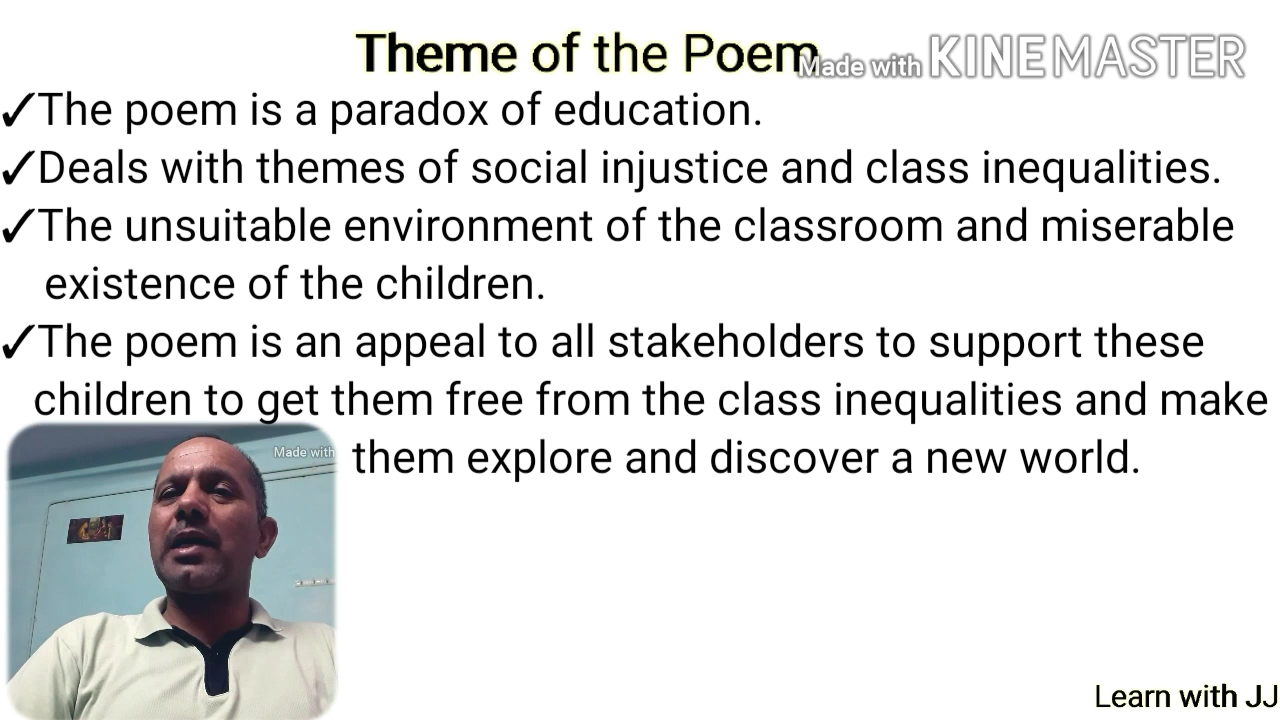 Theme of the Poem
Made with KINEMASTER
✓The poem is a paradox of education.
✓Deals with themes of social injustice and class inequalities.
✓The unsuitable environment of the classroom and miserable
existence of the children.
✓The poem is an appeal to all stakeholders to support these
children to get them free from the class inequalities and make
Made with
them explore and discover a new world.
Learn with JJ